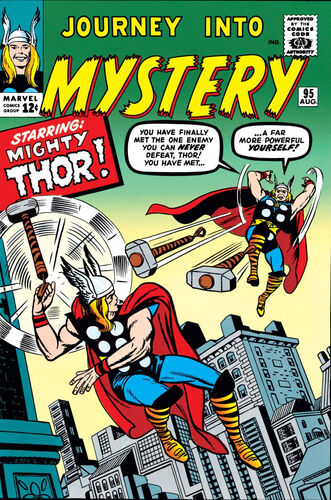 JOURNEY INTO
MYSTERY
IND.
APPROVED
BY THE
COMICS
CODE
AUTHORITY
MARVEL
COMICS
GROUP
12¢
95
AUG.
STARRING:
MIGHTY
THOR!
YOU HAVE FINALLY
MET THE ONE ENEMY
YOU CAN NEVER
DEFEAT, THOR!
YOU HAVE MET...
...A FAR
MORE POWERFUL
YOURSELF!